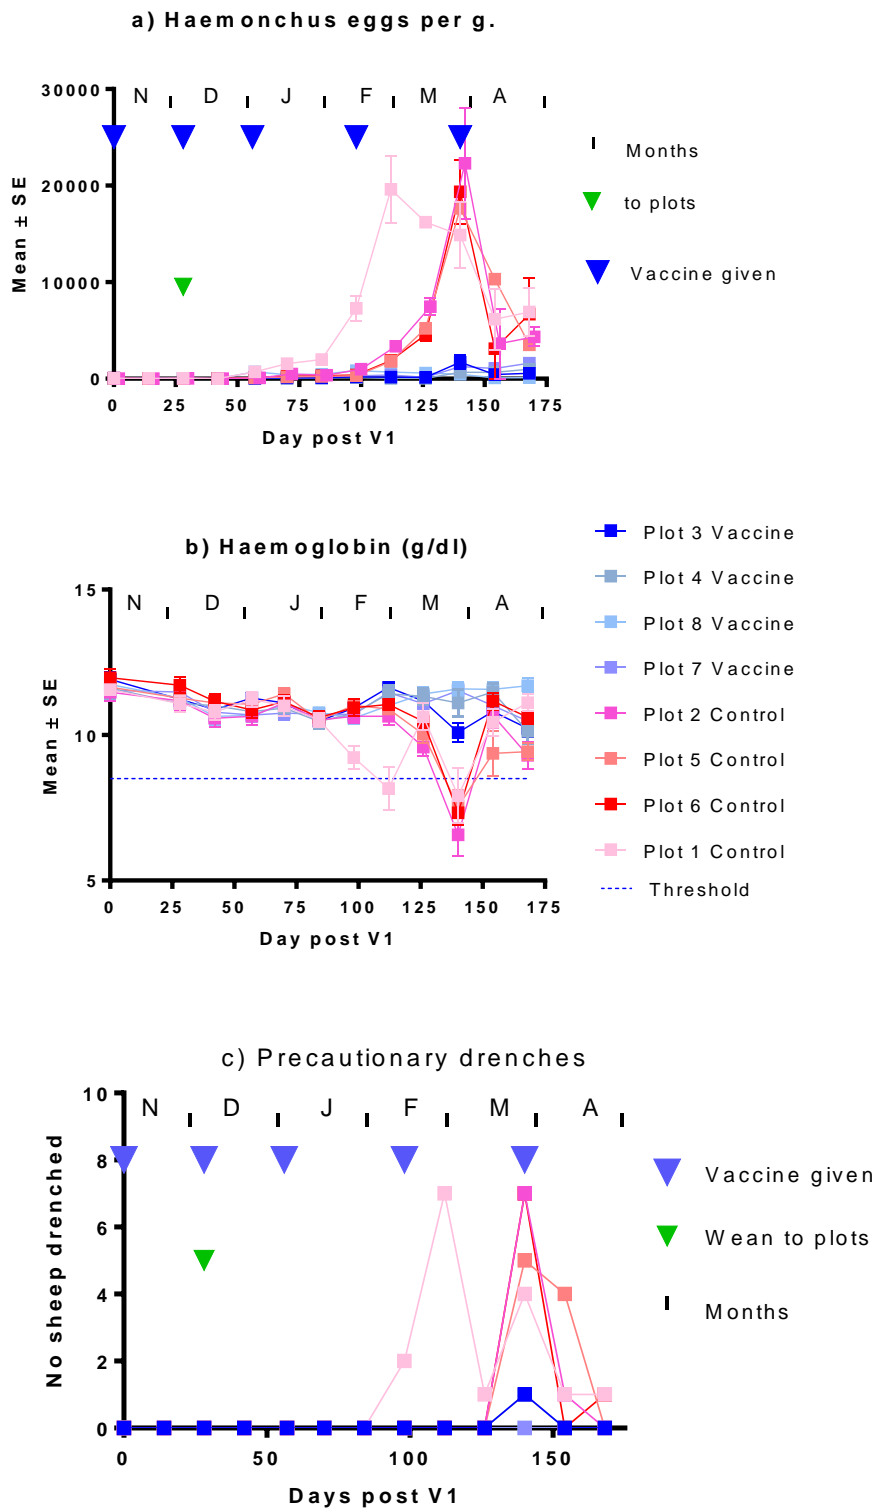 a) Haemonchus eggs per g.
30000
N D J F M A
20000
10000
0
Mean ± SE
0 25 50 75 100 125 150 175
Day post V1
Months
to plots
Vaccine given
b) Haemoglobin (g/dl)
15
N D J F M A
10
5
Mean ± SE
0 25 50 75 100 125 150 175
Day post V1
Plot 3 Vaccine
Plot 4 Vaccine
Plot 8 Vaccine
Plot 7 Vaccine
Plot 2 Control
Plot 5 Control
Plot 6 Control
Plot 1 Control
Threshold
c) Precautionary drenches
10
N D J F M A
8
6
4
2
0
No sheep drenched
0 50 100 150
Days post V1
Vaccine given
Wean to plots
Months